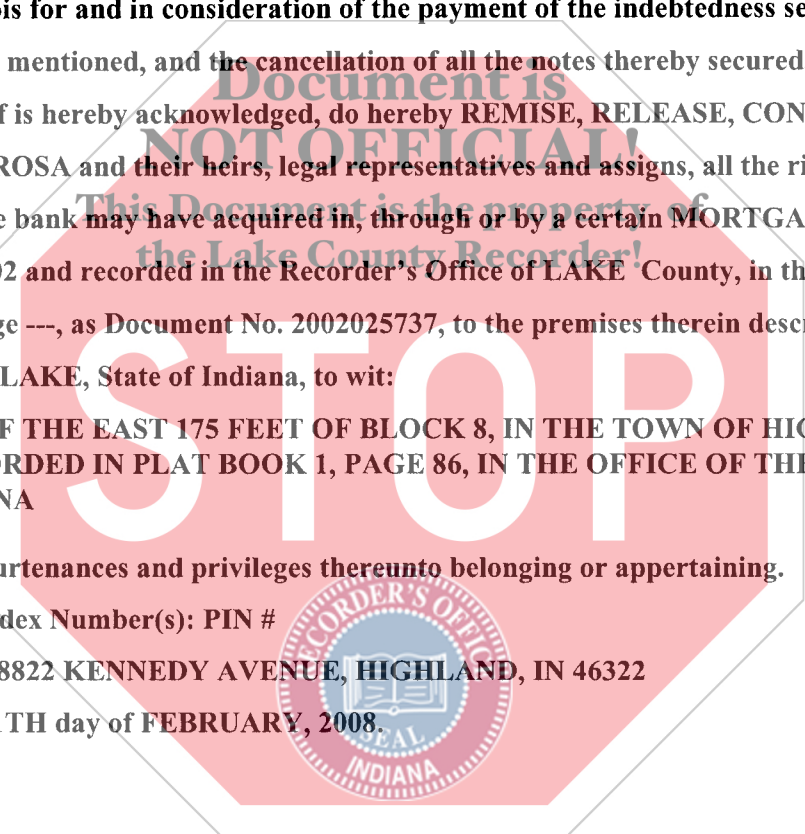 is for and in consideration of the payment of the indebtedness se
mentioned, and the cancellation of all the notes thereby secured
Document is
f is hereby acknowledged, do hereby REMISE, RELEASE, CON
NOT OFFICIAL!
ROSA and their heirs, legal representatives and assigns, all the ri
This Document is the property of
e bank may have acquired in, through or by a certain MORTGA
the Lake County Recorder!
02 and recorded in the Recorder's Office of LAKE County, in th
ge ---, as Document No. 2002025737, to the premises therein descr
LAKE, State of Indiana, to wit:
STOP
F THE EAST 175 FEET OF BLOCK 8, IN THE TOWN OF HIG
ORDED IN PLAT BOOK 1, PAGE 86, IN THE OFFICE OF THE
NA
urtenances and privileges thereunto belonging or appertaining.
dex Number(s): PIN #
8822 KENNEDY AVENUE, HIGHLAND, IN 46322
1TH day of FEBRUARY, 2008.
RECORDER'S OFFICE
SEAL
INDIANA